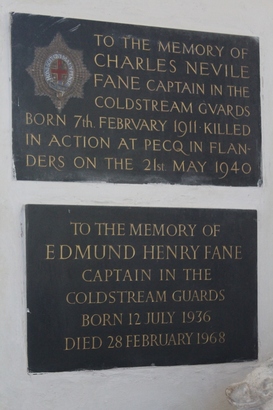 TO THE MEMORY OF
CHARLES NEVILE
FANE CAPTAIN IN THE
COLDSTREAM GVARDS
BORN 7th. FEBRVARY 1911·KILLED
IN ACTION AT PECQ IN FLAN-
DERS ON THE 21st. MAY 1940
TO THE MEMORY OF
EDMUND HENRY FANE
CAPTAIN IN THE
COLDSTREAM GUARDS
BORN 12 JULY 1936
DIED 28 FEBRUARY 1968